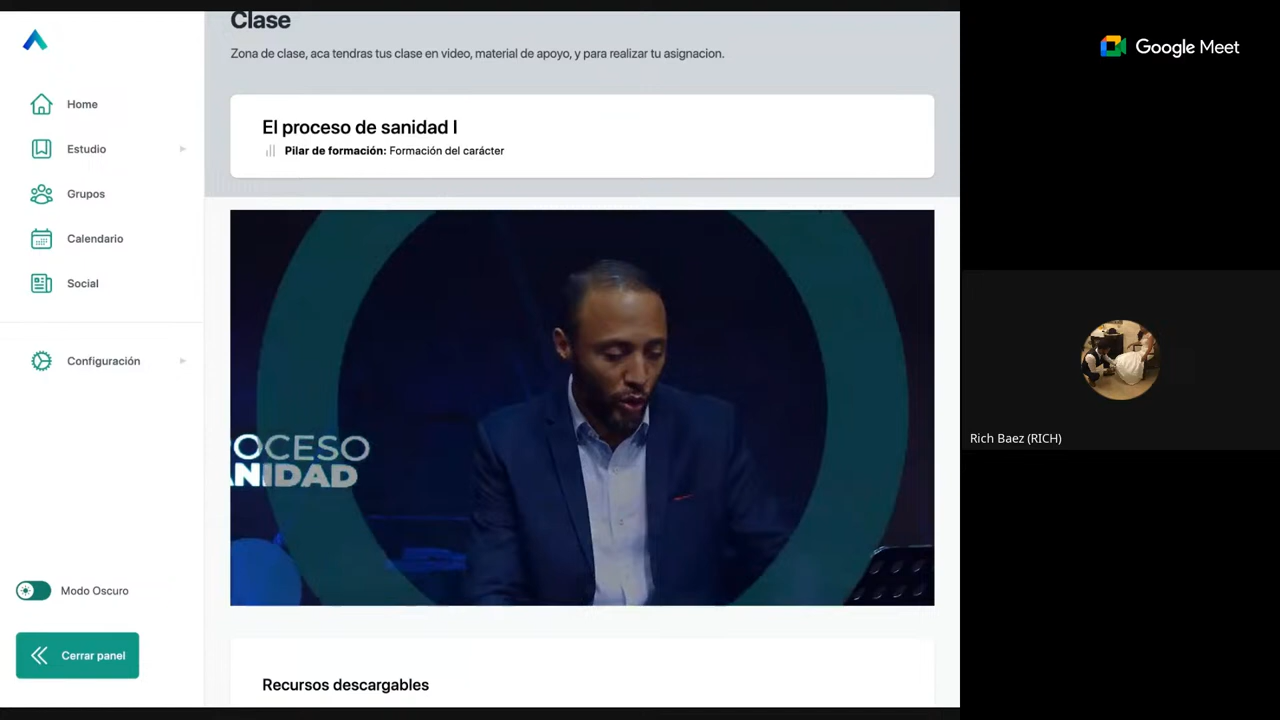 Clase
Zona de clase, aca tendras tus clase en video, material de apoyo, y para realizar tu asignacion.
Google Meet
Home
Estudio
Grupos
Calendario
Social
Configuración
Modo Oscuro
Cerrar panel
El proceso de sanidad I
Pilar de formación: Formación del carácter
OCESO
NIDAD
Recursos descargables
Rich Baez (RICH)